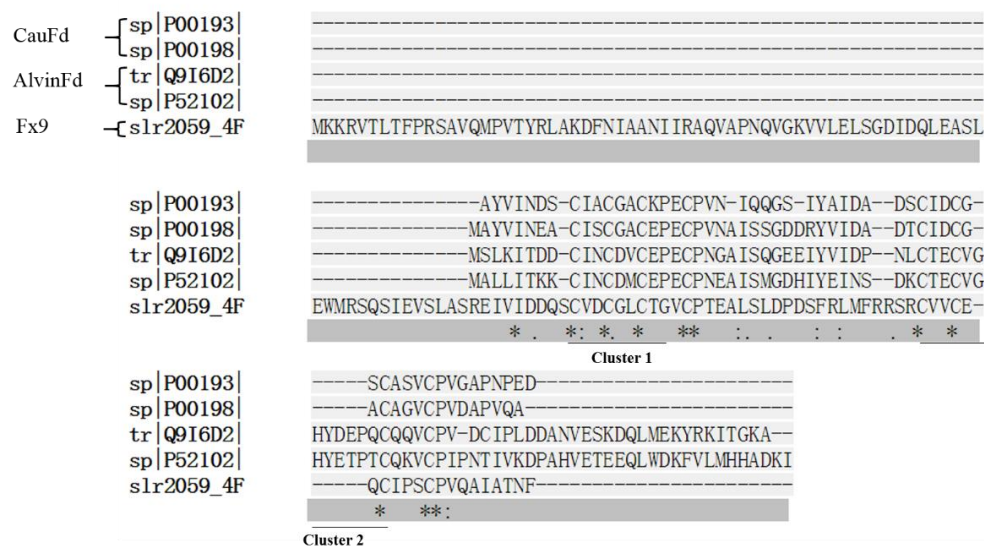 CauFd
sp|P00193| ------------------------------------------------------------
sp|P00198| ------------------------------------------------------------
AlvinFd
tr|Q9I6D2| ------------------------------------------------------------
sp|P52102| ------------------------------------------------------------
Fx9
slr2059_4F MKKRVTLTFPRSAVQMPVTYRLAKDFNIAANIIRAQVAPNQVGKVVLELSGDIDQLEASL
sp|P00193| ---------------AYVINDS-CIACGACKPECPVN-IQQGS-IYAIDA--DSCIDCG-
sp|P00198| --------------MAYVINEA-CISCGACEPECPVNAISSGDDRYVIDA--DTCIDCG-
tr|Q9I6D2| --------------MSLKITDD-CINCDVCEPECPNGAISQGEEIYVIDP--NLCTECVG
sp|P52102| --------------MALLITKK-CINCDMCEPECPNEAISMGDHIYEINS--DKCTECVG
slr2059_4F EWMRSQSIEVSLASREIVIDDQSCVDCGLCTGVCPTEALSLDPDSFRLMFRRSRCVVCE-
* . *: *. * ** :. . : : . * *
Cluster 1
sp|P00193| -----SCASVCPVGAPNPED-----------------------
sp|P00198| -----ACAGVCPVDAPVQA------------------------
tr|Q9I6D2| HYDEPQCQQVCPV-DCIPLDDANVESKDQLMEKYRKITGKA--
sp|P52102| HYETPTCQKVCPIPNTIVKDPAHVETEEQLWDKFVLMHHADKI
slr2059_4F -----QCIPSCPVQAIATNF-----------------------
* **:
Cluster 2